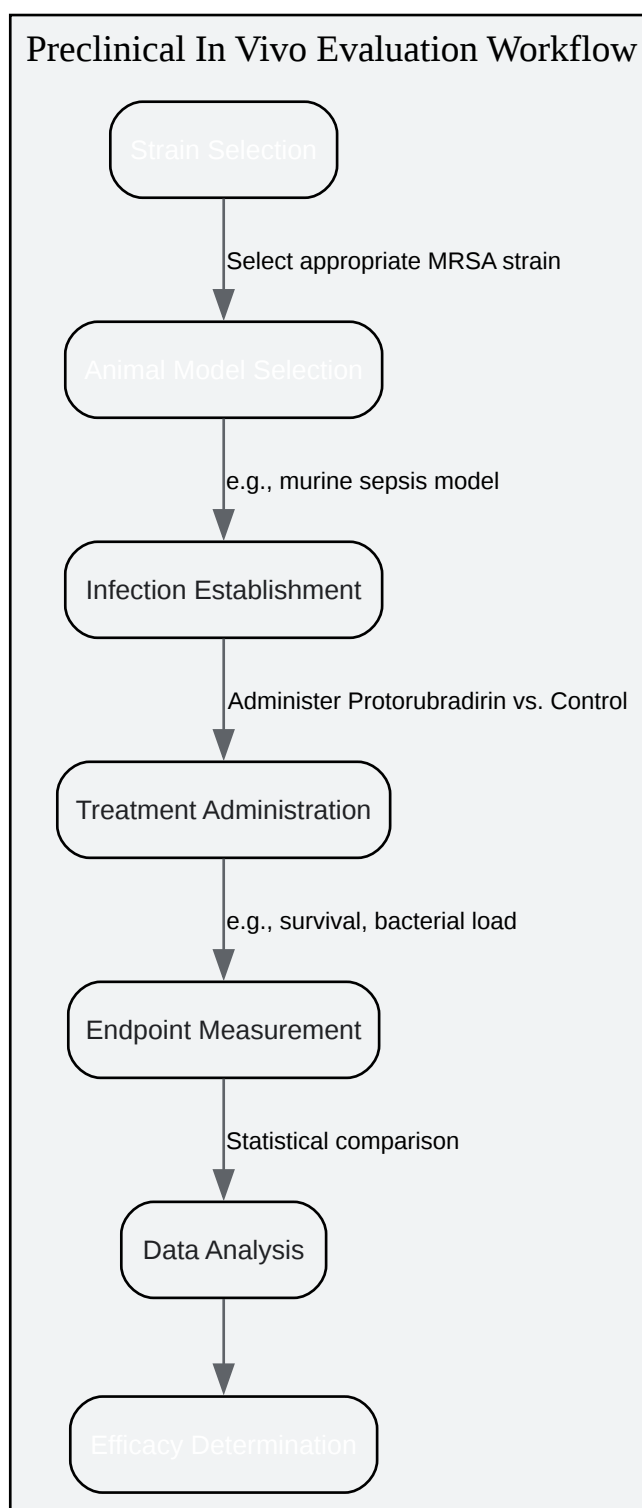 Preclinical In Vivo Evaluation Workflow
Strain Selection
Select appropriate MRSA strain
Animal Model Selection
e.g., murine sepsis model
Infection Establishment
Administer Protorubradirin vs. Control
Treatment Administration
e.g., survival, bacterial load
Endpoint Measurement
Statistical comparison
Data Analysis
Efficacy Determination